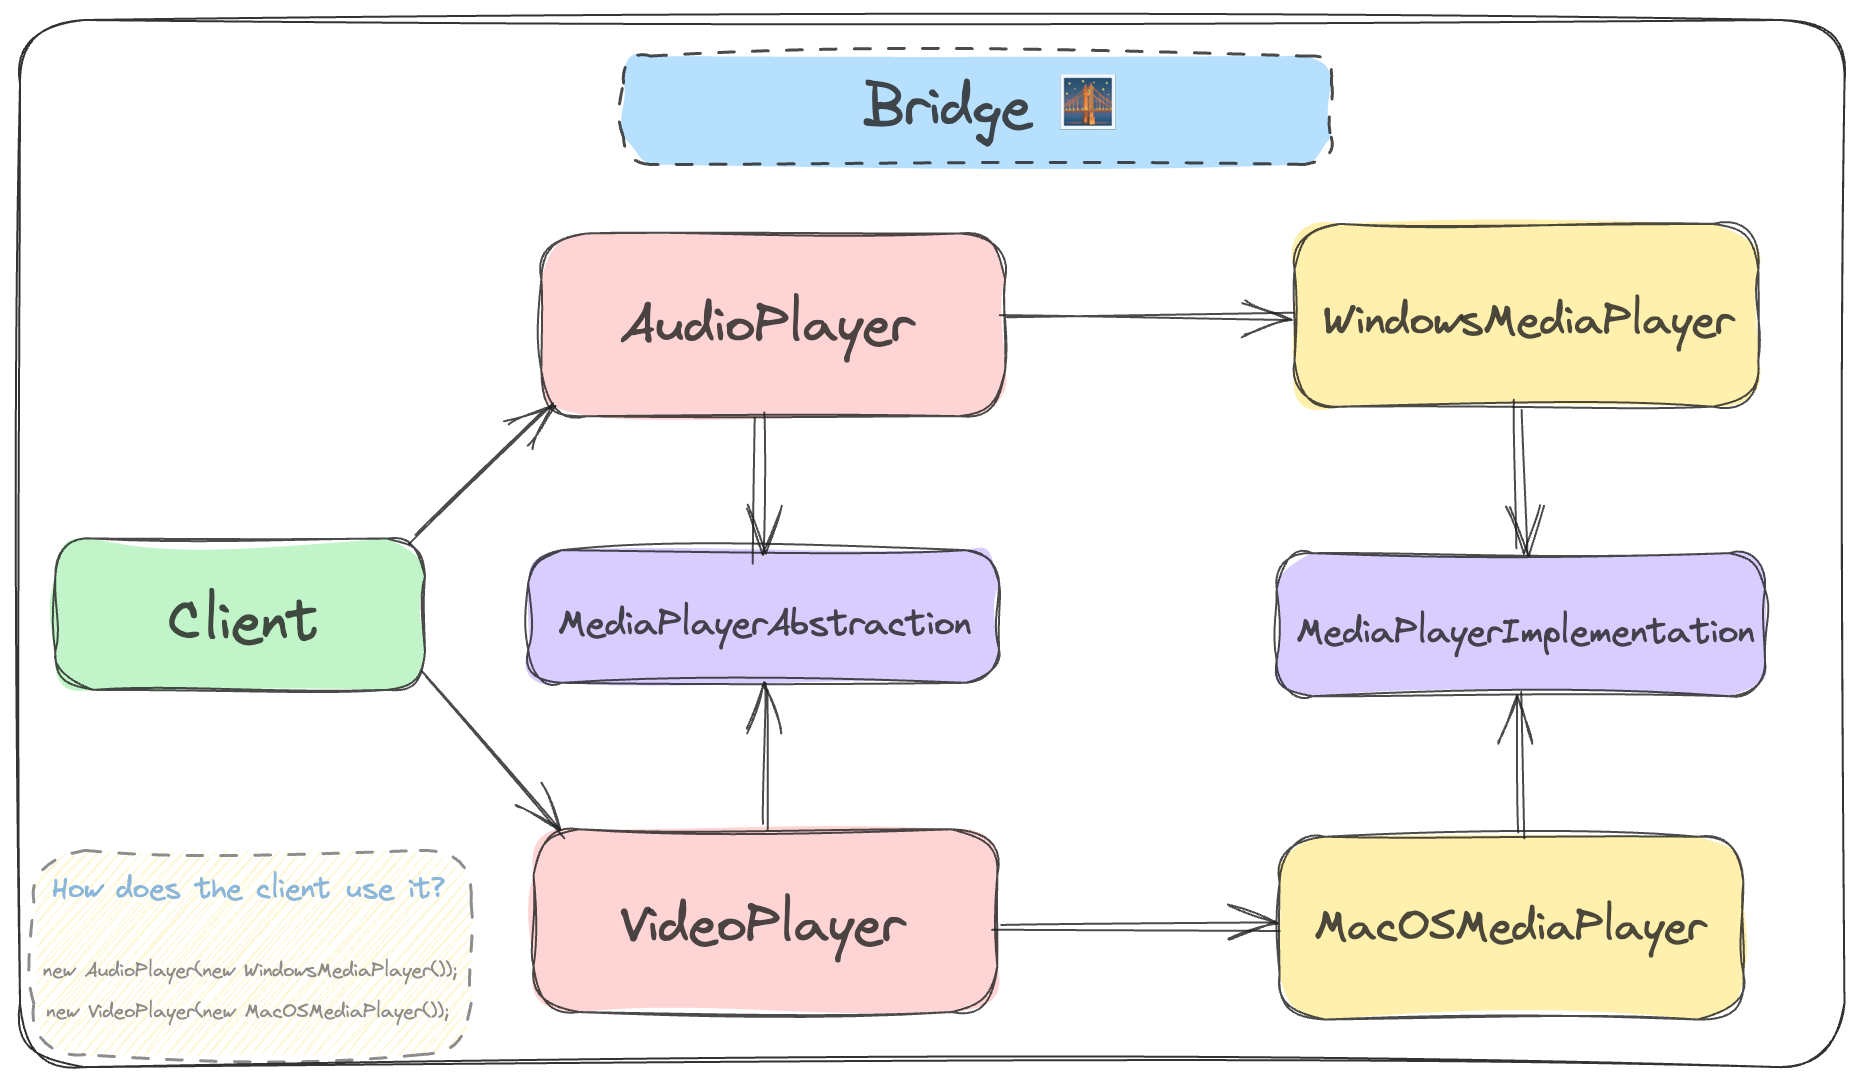 Bridge
AudioPlayer
WindowsMediaPlayer
Client
MediaPlayerAbstraction
MediaPlayerImplementation
VideoPlayer
MacOSMediaPlayer
How does the client use it?
new AudioPlayer(new WindowsMediaPlayer());
new VideoPlayer(new MacOSMediaPlayer());